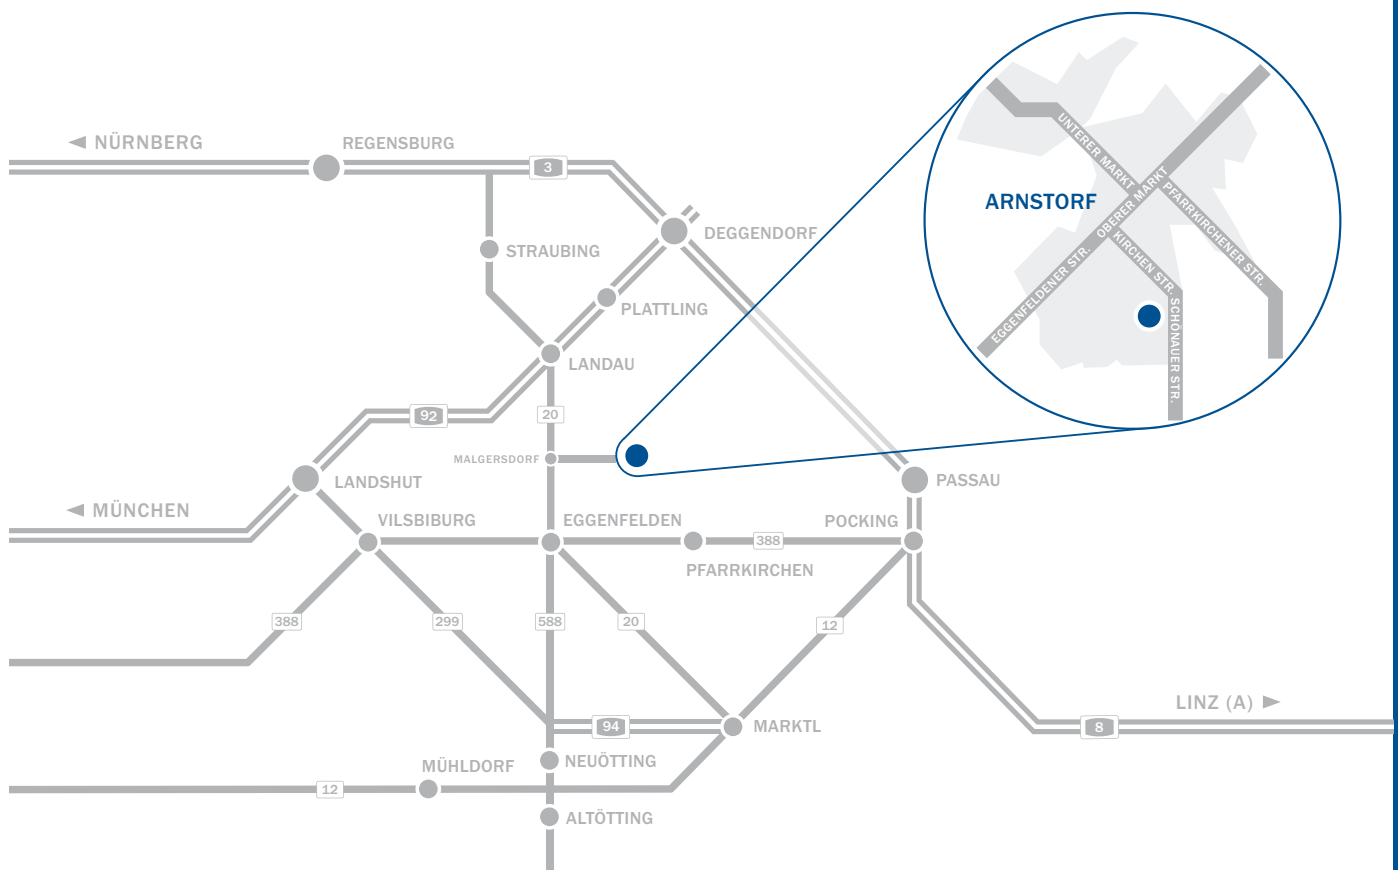 ◄ NÜRNBERG
REGENSBURG
3
STRAUBING
DEGGENDORF
PLATTLING
LANDAU
92
20
MALGERSDORF
LANDSHUT
◄ MÜNCHEN
VILSBIBURG
EGGENFELDEN
POCKING
PASSAU
388
PFARRKIRCHEN
388
299
588
20
12
LINZ (A) ►
94
MARKTL
8
MÜHLDORF
NEUÖTTING
12
ALTÖTTING
ARNSTORF
UNTERER MARKT
OBERER MARKT
PFARRKIRCHENER STR.
EGGENFELDENER STR.
KIRCHEN STR.
SCHÖNAUER STR.